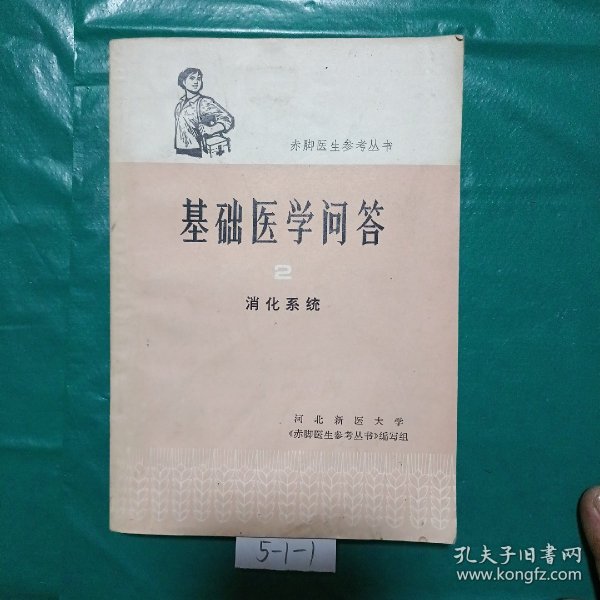 赤脚医生参考丛书
基础医学问答
2
消化系统
河北新医大学
《赤脚医生参考丛书》编写组
5-1-1
孔夫子旧书网
www.kongfz.com